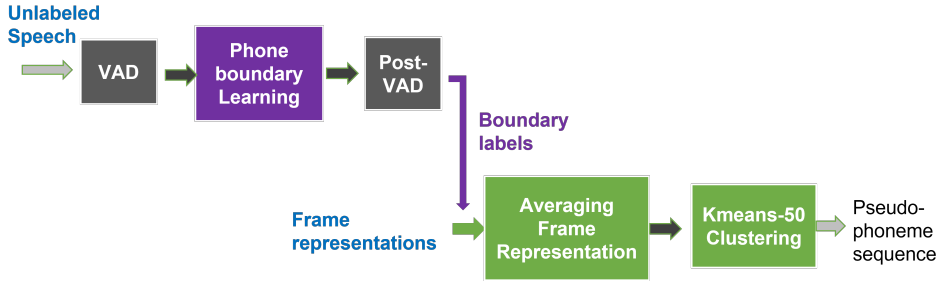 Unlabeled
Speech
VAD
Phone
boundary
Learning
Post-
VAD
Boundary
labels
Frame
representations
Averaging
Frame
Representation
Kmeans-50
Clustering
Pseudo-
phoneme
sequence